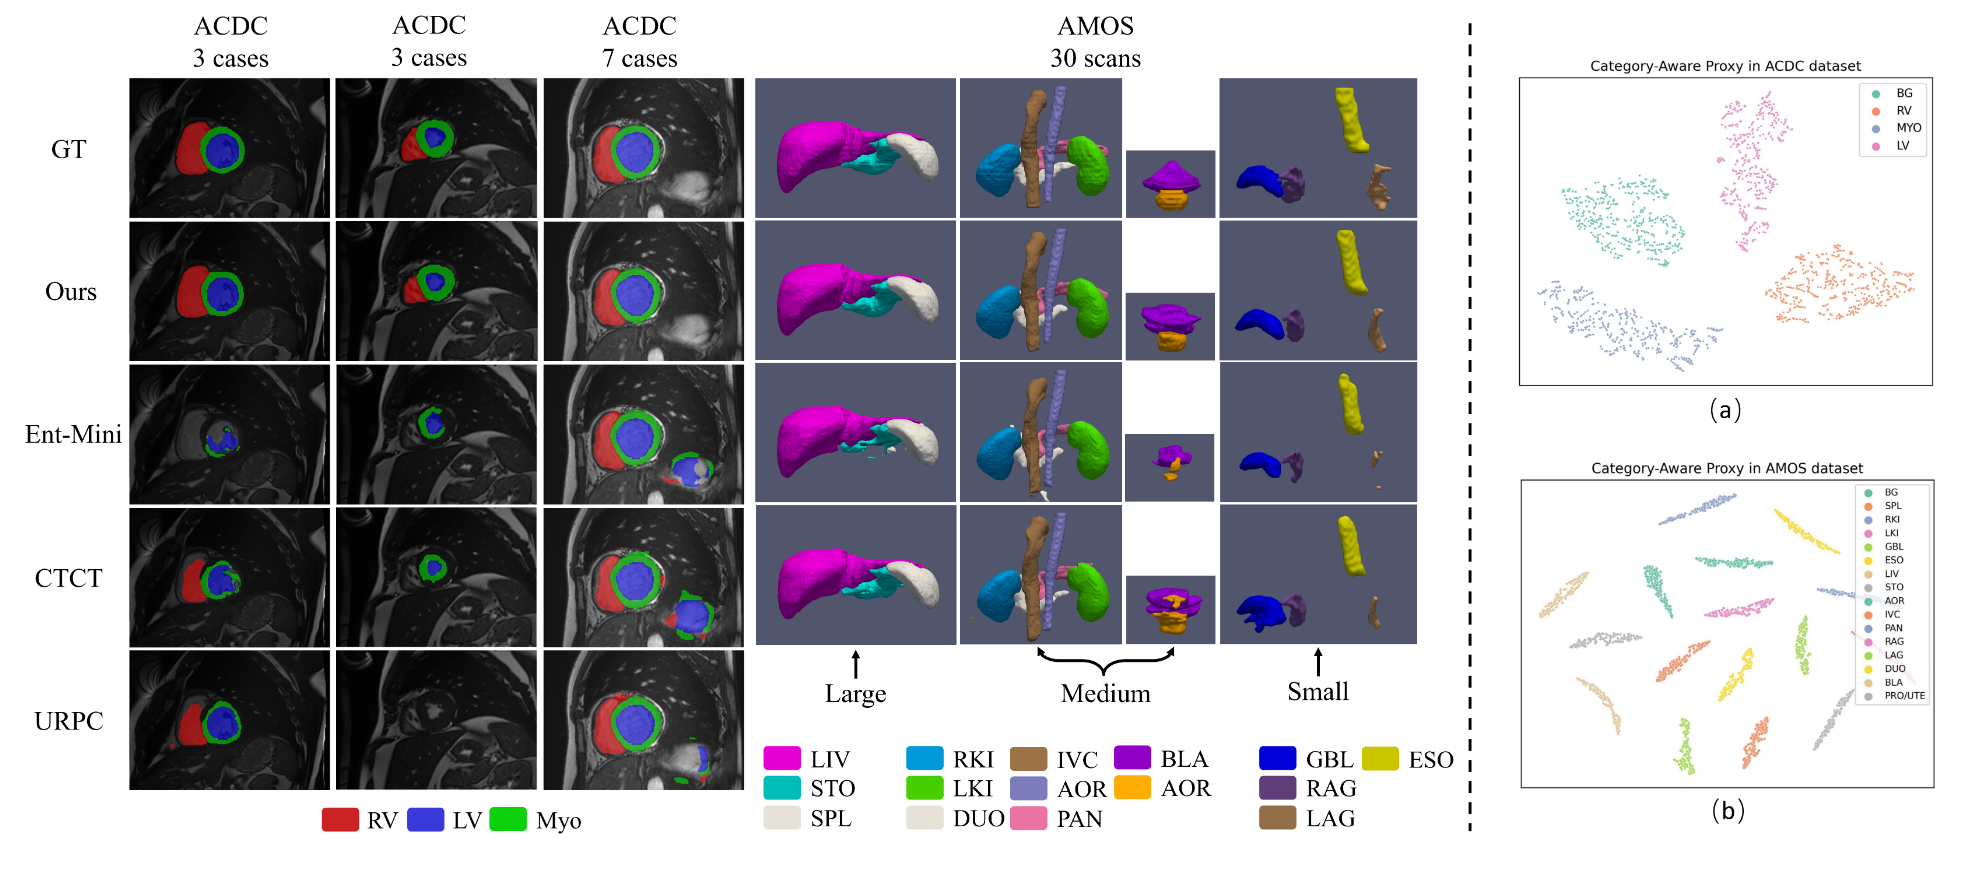 ACDC
3 cases
ACDC
3 cases
ACDC
7 cases
AMOS
30 scans
GT
Ours
Ent-Mini
CTCT
URPC
Large
Medium
Small
RV LV Myo
LIV RKI IVC BLA GBL ESO
STO LKI AOR AOR RAG
SPL DUO PAN LAG
Category-Aware Proxy in ACDC dataset
BG
RV
MYO
LV
(a)
Category-Aware Proxy in AMOS dataset
BG
SPL
RKI
LKI
GBL
ESO
LIV
STO
AOR
IVC
PAN
RAG
LAG
DUO
BLA
PRO/UTE
(b)